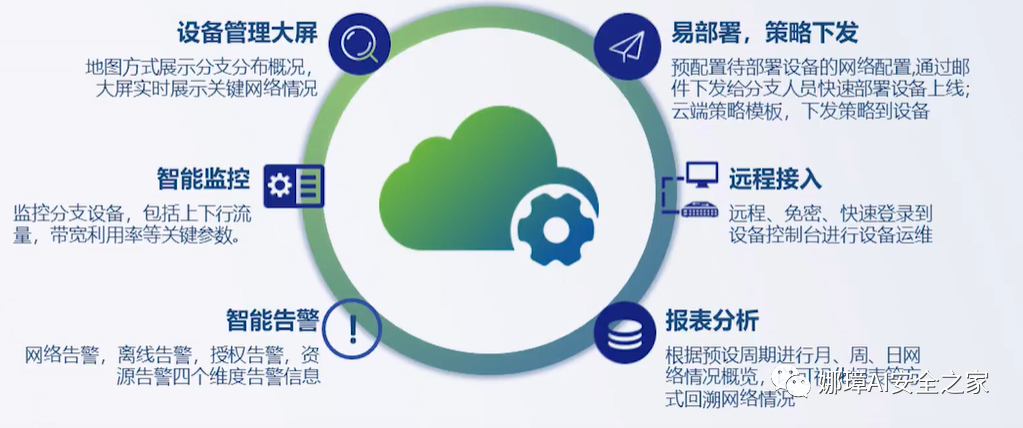 设备管理大屏
地图方式展示分支分布概况，
大屏实时展示关键网络情况
智能监控
监控分支设备，包括上下行流
量，带宽利用率等关键参数。
智能告警
网络告警，离线告警，授权告警，资
源告警四个维度告警信息
易部署，策略下发
预配置待部署设备的网络配置,通过邮
件下发给分支人员快速部署设备上线；
云端策略模板，下发策略到设备
远程接入
远程、免密、快速登录到
设备控制台进行设备运维
报表分析
根据预设周期进行月、周、日网
络情况概览，
式回溯网络情况
娜璋AI安全之家